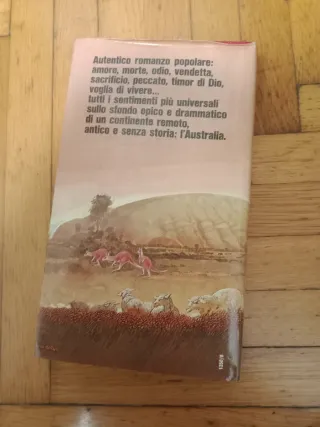 Autentico romanzo popolare:
amore, morte, odio, vendetta,
sacrificio, peccato, timor di Dio,
voglia di vivere...
tutti i sentimenti più universali
sullo sfondo epico e drammatico
di un continente remoto,
antico e senza storia: l'Australia.